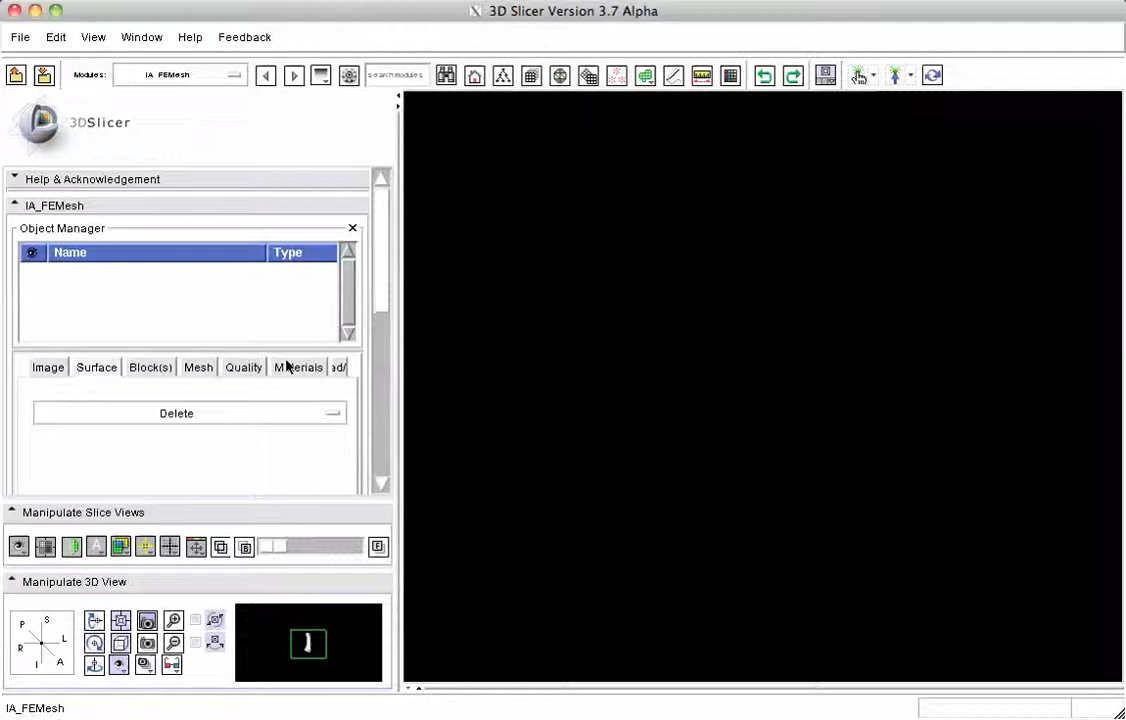 3D Slicer Version 3.7 Alpha
File Edit View Window Help Feedback
Modules: IA_FEMesh search modules
3DSlicer
Help & Acknowledgement
IA_FEMesh
Object Manager
Name Type
Image Surface Block(s) Mesh Quality Materials ad/
Delete
Manipulate Slice Views
Manipulate 3D View
P S
R L
I A
IA_FEMesh